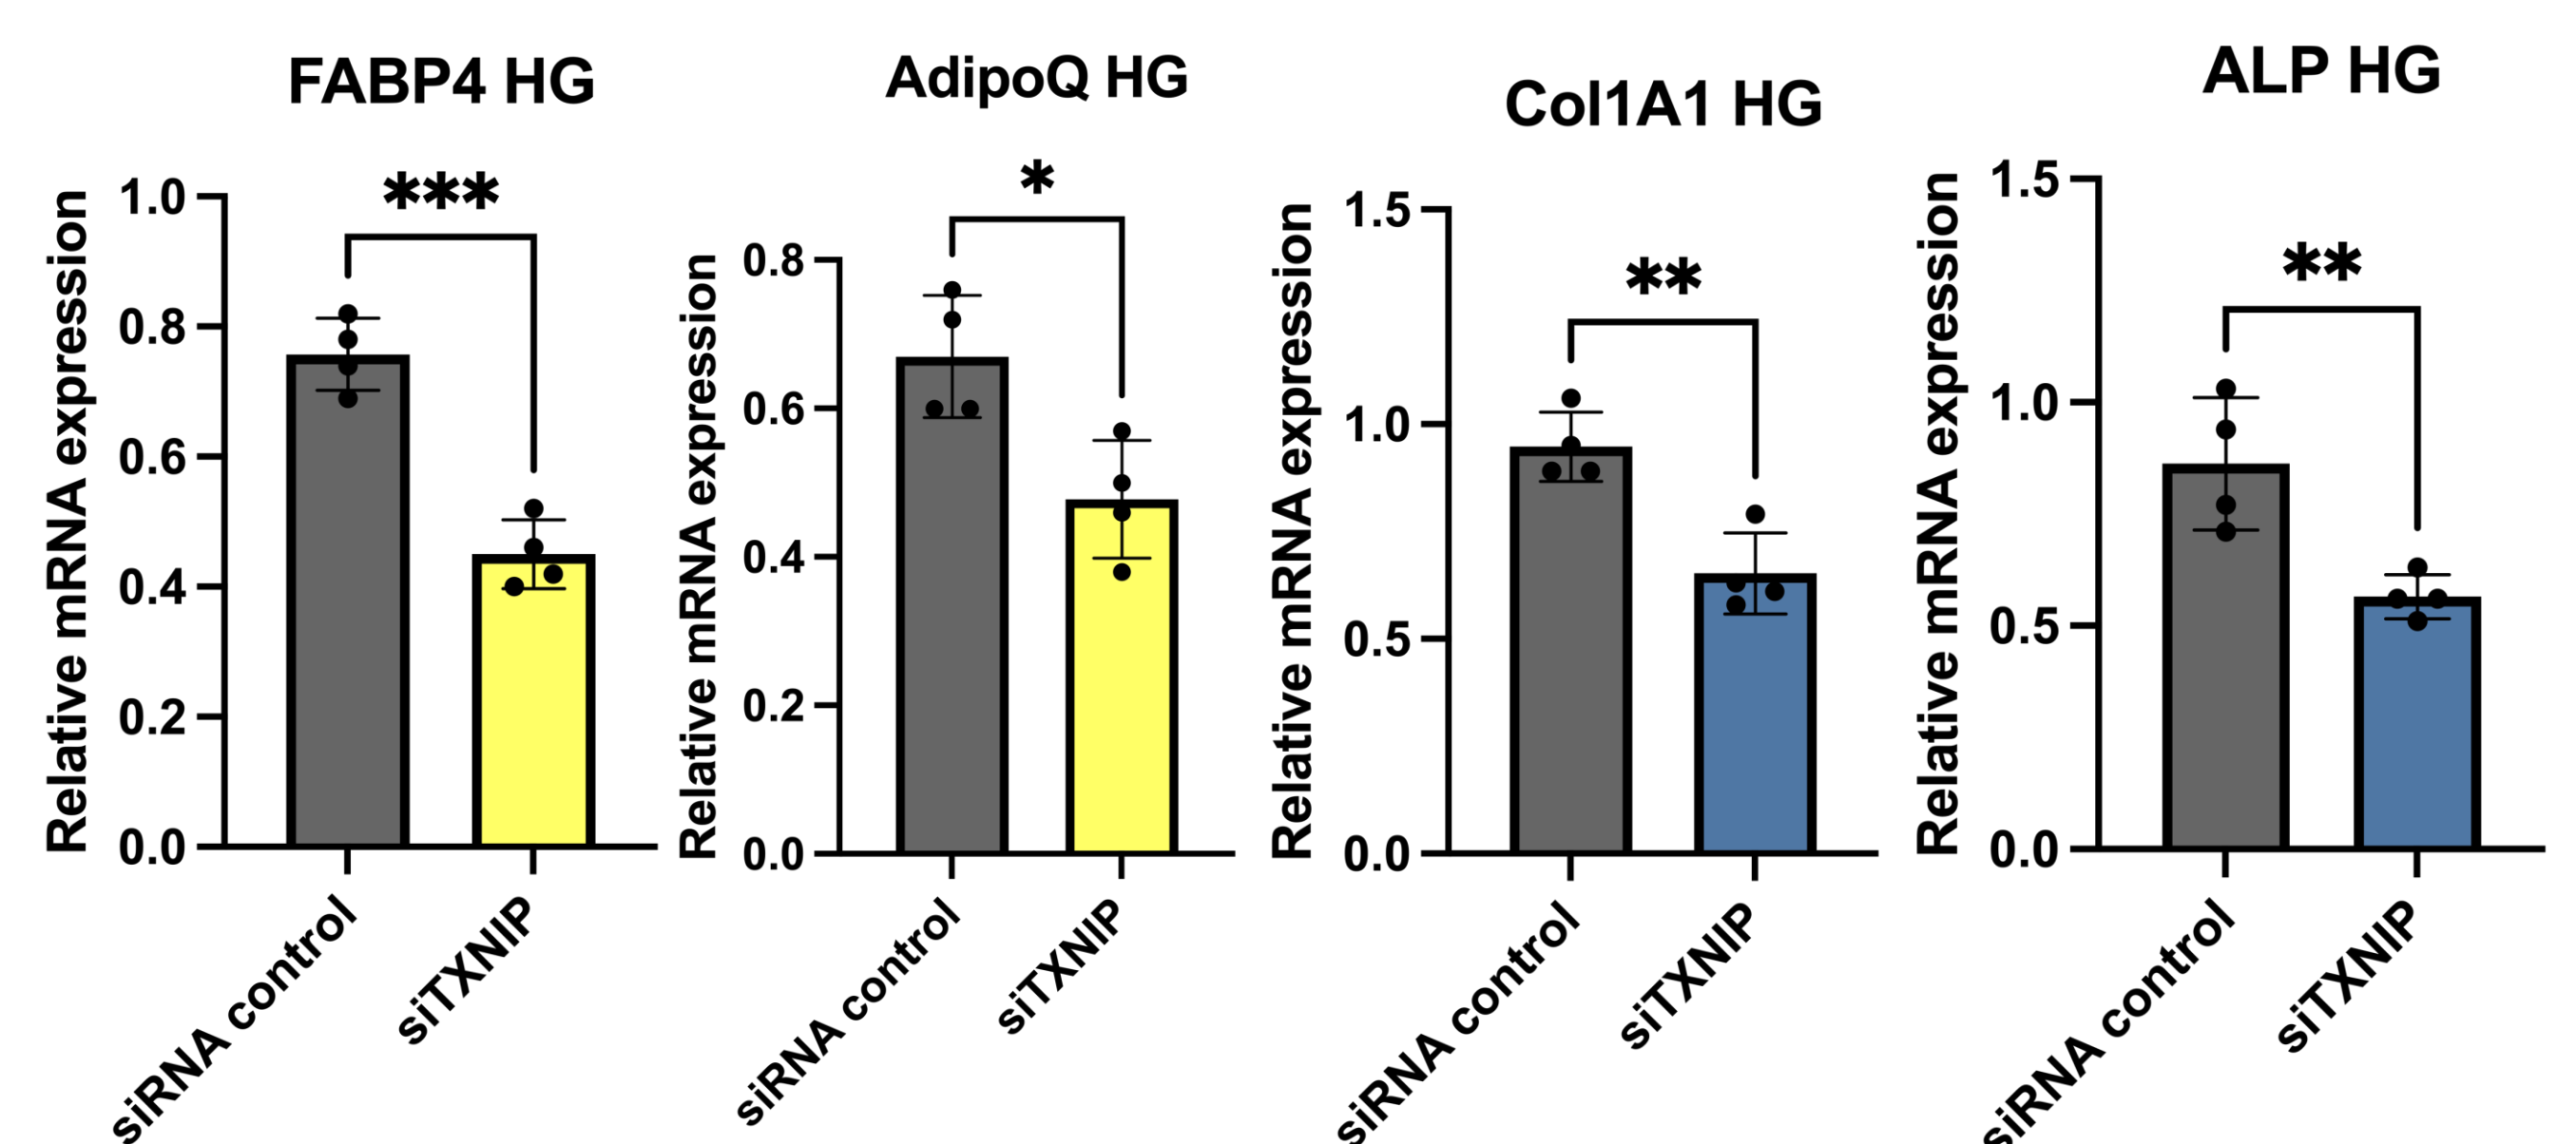 FABP4 HG
***
Relative mRNA expression
1.0
0.8
0.6
0.4
0.2
0.0
siRNA control
siTXNIP
AdipoQ HG
*
Relative mRNA expression
0.8
0.6
0.4
0.2
0.0
siRNA control
siTXNIP
Col1A1 HG
**
Relative mRNA expression
1.5
1.0
0.5
0.0
siRNA control
siTXNIP
ALP HG
**
Relative mRNA expression
1.5
1.0
0.5
0.0
siRNA control
siTXNIP